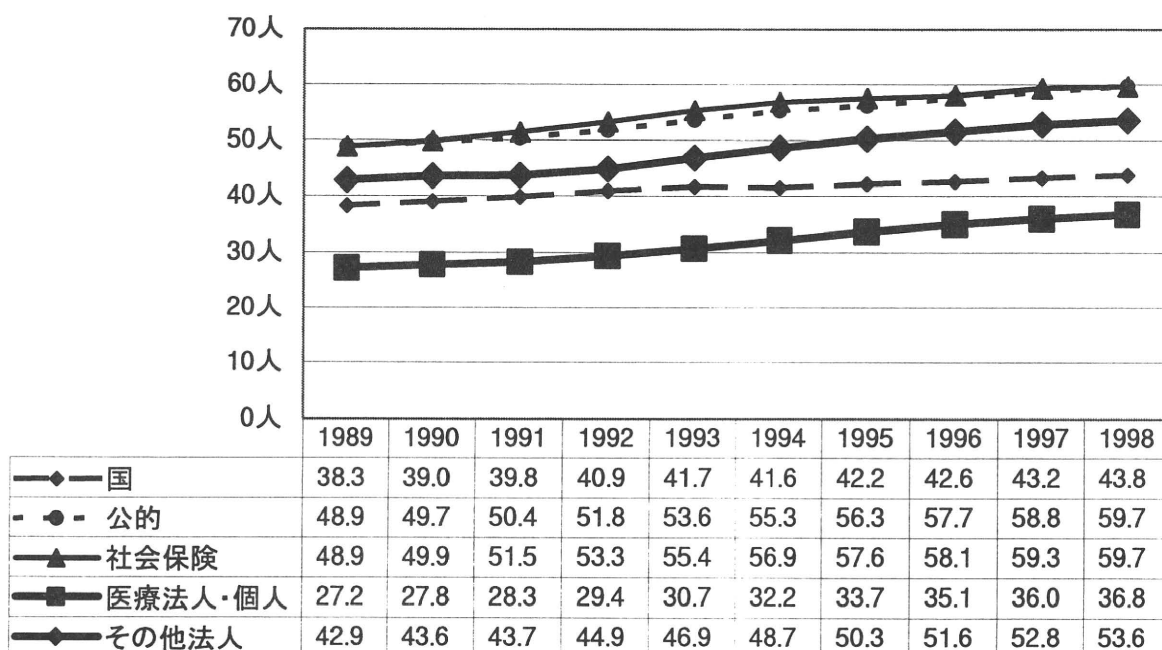 70人
60人
50人
40人
30人
20人
10人
0人
1989 1990 1991 1992 1993 1994 1995 1996 1997 1998
国 38.3 39.0 39.8 40.9 41.7 41.6 42.2 42.6 43.2 43.8
公的 48.9 49.7 50.4 51.8 53.6 55.3 56.3 57.7 58.8 59.7
社会保険 48.9 49.9 51.5 53.3 55.4 56.9 57.6 58.1 59.3 59.7
医療法人・個人 27.2 27.8 28.3 29.4 30.7 32.2 33.7 35.1 36.0 36.8
その他法人 42.9 43.6 43.7 44.9 46.9 48.7 50.3 51.6 52.8 53.6